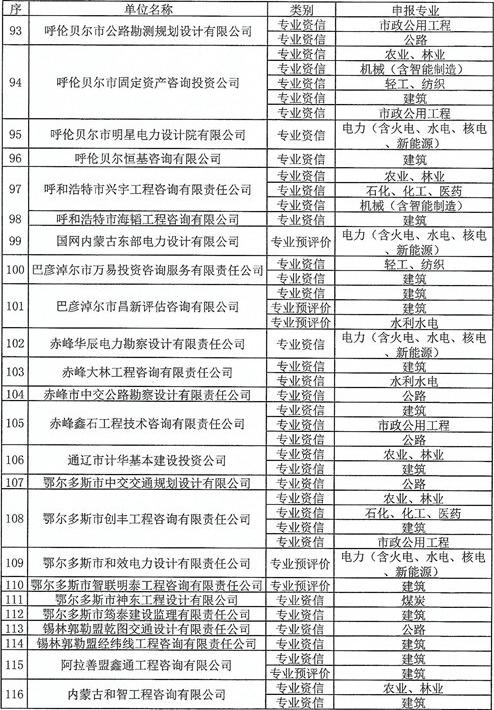 序 单位名称 类别 申报专业
93 呼伦贝尔市公路勘测规划设计有限公司 专业资信 市政公用工程
专业资信 公路
94 呼伦贝尔市固定资产咨询投资公司 专业资信 农业、林业
专业资信 机械（含智能制造）
专业资信 轻工、纺织
专业资信 建筑
专业资信 市政公用工程
95 呼伦贝尔市明星电力设计院有限公司 专业资信 电力（含火电、水电、核电
、新能源）
96 呼伦贝尔恒基咨询有限公司 专业资信 建筑
97 呼和浩特市兴宇工程咨询有限责任公司 专业资信 农业、林业
专业资信 石化、化工、医药
专业资信 机械（含智能制造）
98 呼和浩特市海韬工程咨询有限公司 专业资信 建筑
99 国网内蒙古东部电力设计有限公司 专业预评价 电力（含火电、水电、核电
、新能源）
100 巴彦淖尔市万易投资咨询服务有限责任公司 专业资信 轻工、纺织
专业资信 建筑
101 巴彦淖尔市昌新评估咨询有限公司 专业资信 建筑
专业预评价 建筑
专业预评价 水利水电
102 赤峰华辰电力勘察设计有限责任公司 专业资信 电力（含火电、水电、核电
、新能源）
103 赤峰大林工程咨询有限责任公司 专业资信 建筑
专业资信 水利水电
104 赤峰市中交公路勘察设计有限责任公司 专业资信 公路
105 赤峰鑫石工程技术咨询有限责任公司 专业资信 建筑
专业资信 市政公用工程
专业资信 公路
106 通辽市计华基本建设投资公司 专业资信 农业、林业
专业资信 建筑
107 鄂尔多斯市中交交通规划设计有限公司 专业资信 公路
108 鄂尔多斯市创丰工程咨询有限责任公司 专业资信 农业、林业
专业资信 石化、化工、医药
专业资信 建筑
专业资信 市政公用工程
109 鄂尔多斯市和效电力设计有限责任公司 专业预评价 电力（含火电、水电、核电
、新能源）
110 鄂尔多斯市智联明泰工程咨询有限责任公司 专业预评价 建筑
111 鄂尔多斯市神东工程设计有限公司 专业资信 煤炭
112 鄂尔多斯市筠泰建设监理有限责任公司 专业资信 建筑
113 锡林郭勒盟乾图交通设计有限责任公司 专业资信 公路
114 锡林郭勒盟经纬线工程咨询有限责任公司 专业资信 建筑
115 阿拉善盟鑫通工程咨询有限公司 专业资信 建筑
专业预评价 建筑
116 内蒙古和智工程咨询有限公司 专业资信 农业、林业
专业资信 建筑